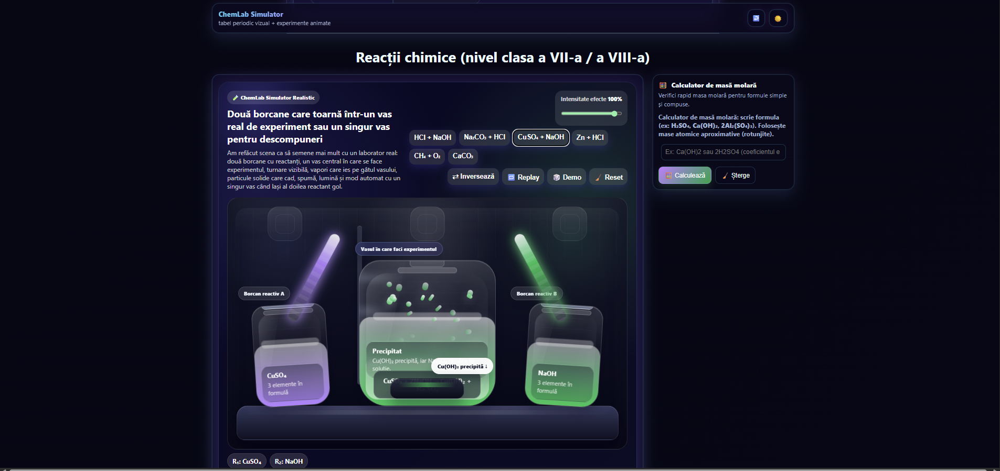 ChemLab Simulator
tabel periodic vizual + experimente animate
Reacții chimice (nivel clasa a VII-a / a VIII-a)
ChemLab Simulator Realistic
Două borcane care toarnă într-un vas
real de experiment sau un singur vas
pentru descompuneri
Am refăcut scena ca să semene mai mult cu un laborator real:
două borcane cu reactanți, un vas central în care se face
experimentul, turnare vizibilă, vapori care ies pe gâtul vasului,
particule solide care cad, spumă, lumină și mod automat cu un
singur vas când lași al doilea reactant gol.
Intensitate efecte 100%
HCl + NaOH
Na₂CO₃ + HCl
CuSO₄ + NaOH
Zn + HCl
CH₄ + O₂
CaCO₃
⇄ Inversează
Replay
Demo
Reset
Vasul în care faci experimentul
Borcan reactiv A
Borcan reactiv B
CuSO₄
3 elemente în
formulă
Precipitat
Cu(OH)₂ precipită, iar
soluție.
Cu(OH)₂ precipită ↓
NaOH
3 elemente în
formulă
R₁: CuSO₄
R₂: NaOH
Calculator de masă molară
Verifici rapid masa molară pentru formule simple
și compuse.
Calculator de masă molară: scrie formula
(ex: H₂SO₄, Ca(OH)₂, 2Al₂(SO₄)₃). Folosește
mase atomice aproximative (rotunjite).
Ex: Ca(OH)2 sau 2H2SO4 (coeficientul e
Calculează
Șterge